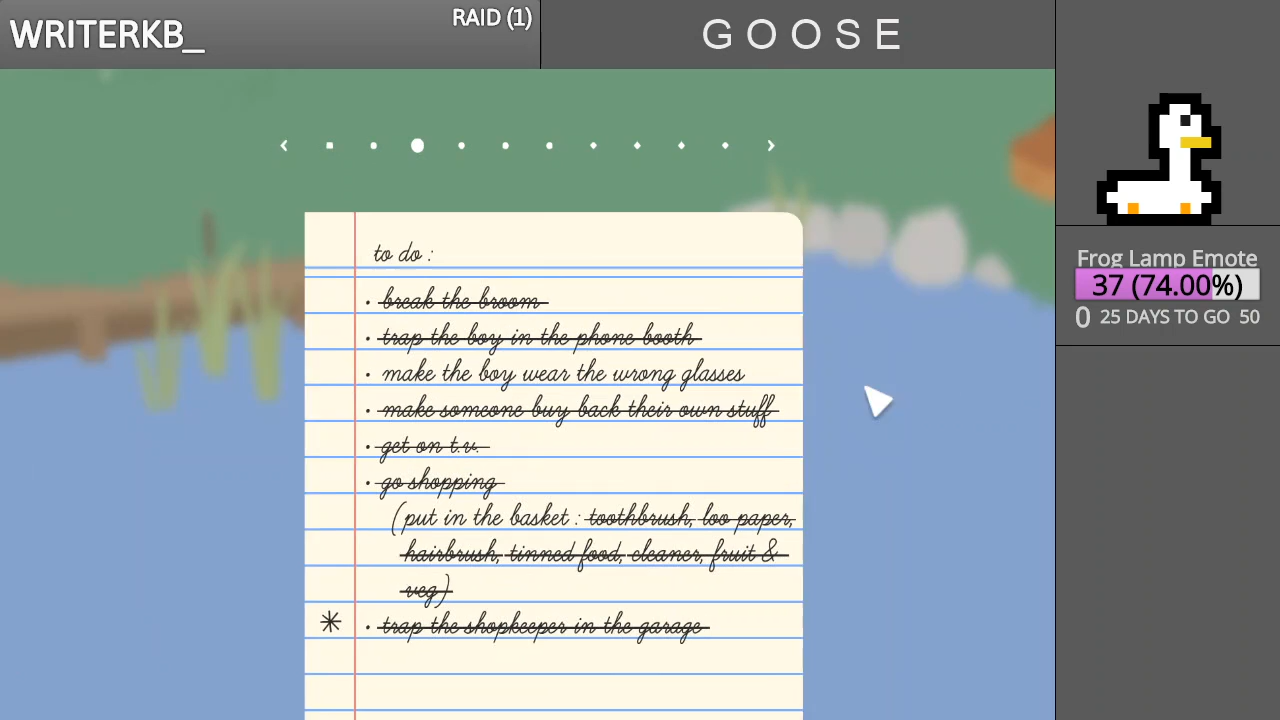 WRITERKB_
RAID (1)
GOOSE
to do :
• break the broom
• trap the boy in the phone booth
• make the boy wear the wrong glasses
• make someone buy back their own stuff
• get on t.v.
• go shopping
(put in the basket : toothbrush, loo paper,
hairbrush, tinned food, cleaner, fruit &
veg)
• trap the shopkeeper in the garage
Frog Lamp Emote
37 (74.00%)
0 25 DAYS TO GO 50